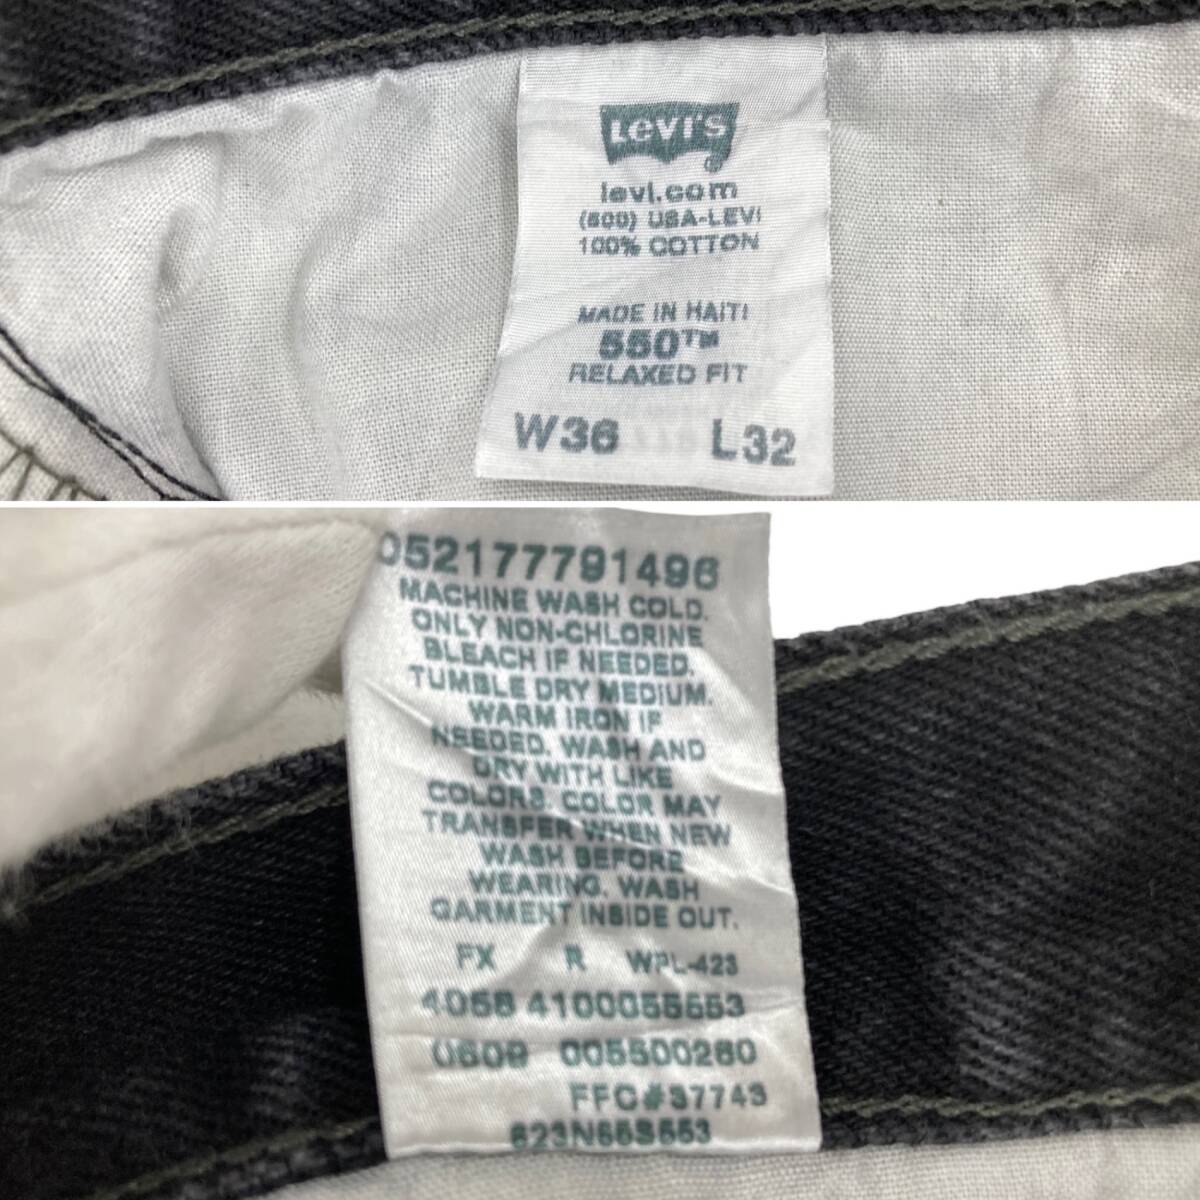 LEVI'S
levi.com
(800) USA-LEVI
100% COTTON
MADE IN HAITI
550™
RELAXED FIT
W36 L32
052177791496
MACHINE WASH COLD.
ONLY NON-CHLORINE
BLEACH IF NEEDED.
TUMBLE DRY MEDIUM.
WARM IRON IF
NEEDED. WASH AND
DRY WITH LIKE
COLORS. COLOR MAY
TRANSFER WHEN NEW
WASH BEFORE
WEARING. WASH
GARMENT INSIDE OUT.
FX R WPL-423
4058 4100055553
0609 005500260
FFC#37743